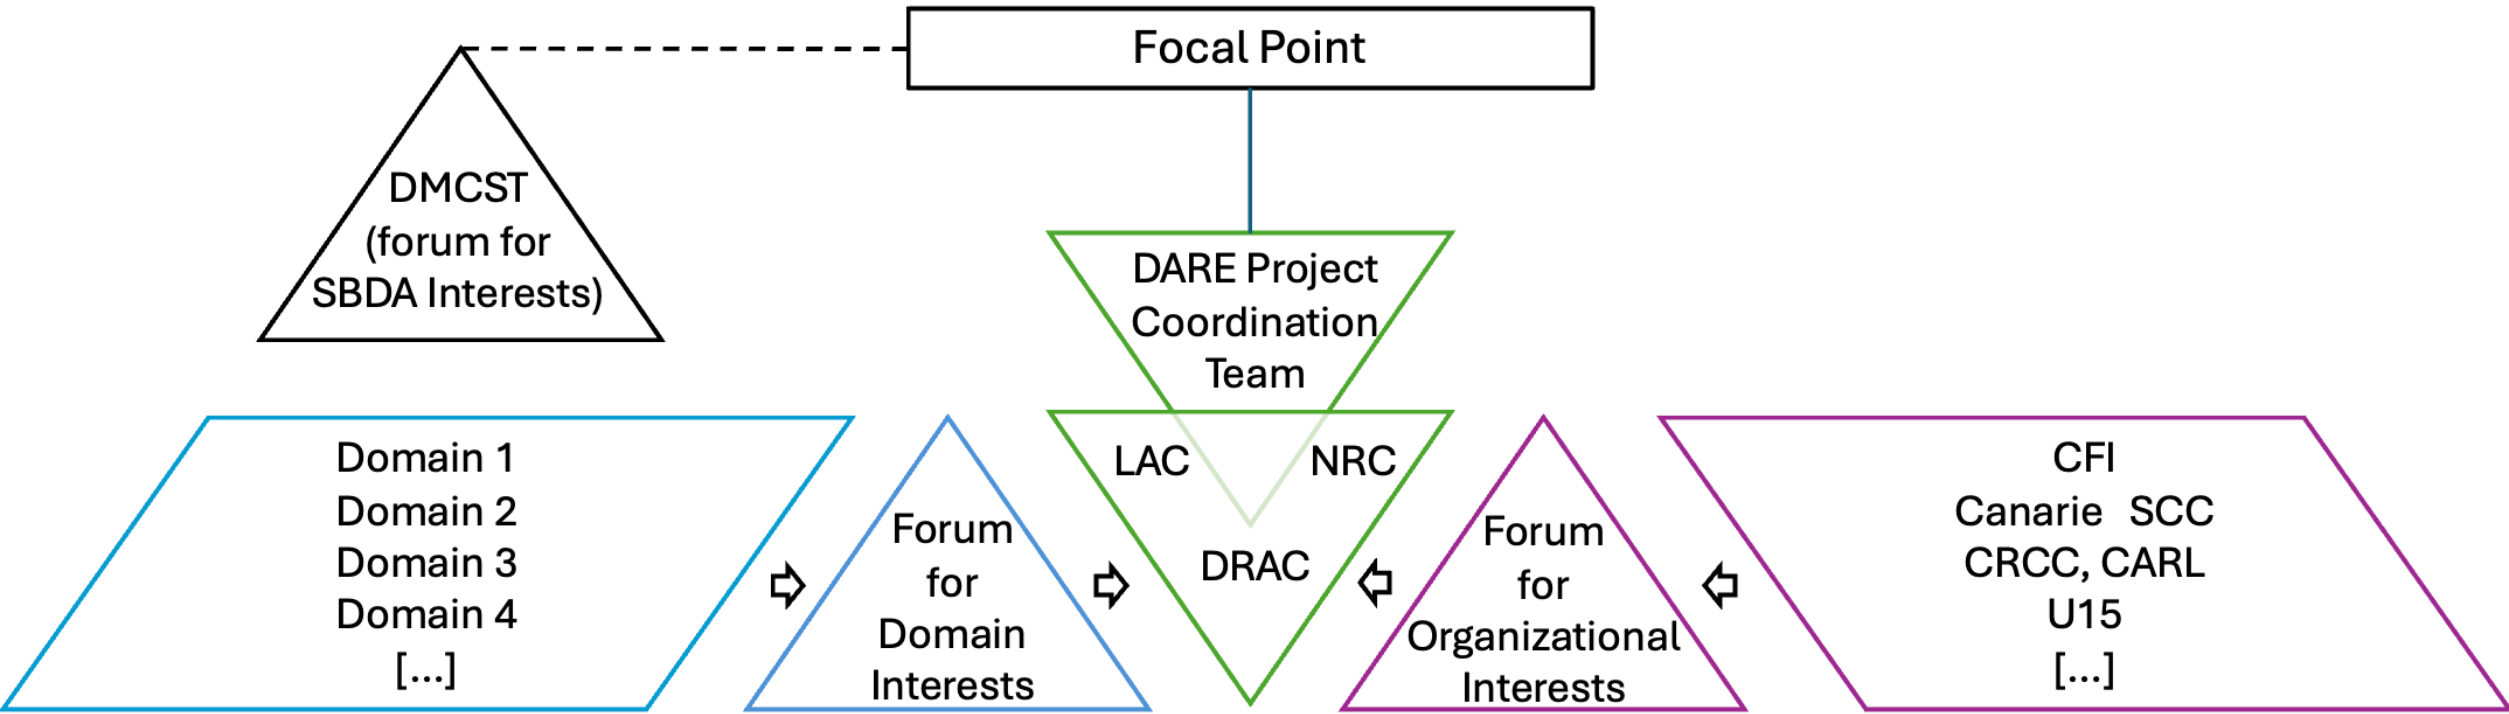 Focal Point
DMCST
(forum for
SBDA Interests)
DARE Project
Coordination
Team
Domain 1
Domain 2
Domain 3
Domain 4
[...]
Forum
for
Domain
Interests
LAC NRC
DRAC
Forum
for
Organizational
Interests
CFI
Canarie SCC
CRCC, CARL
U15
[...]